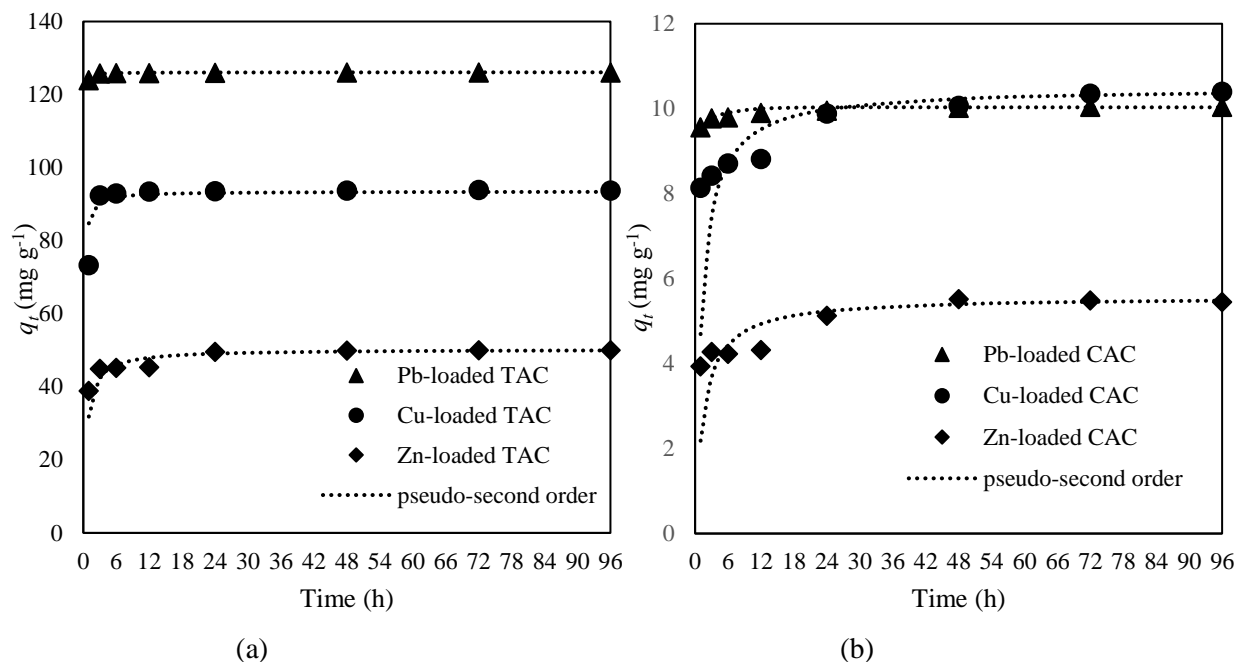 140
120
100
80
60
40
20
0
qt (mg g-1)
Pb-loaded TAC
Cu-loaded TAC
Zn-loaded TAC
pseudo-second order
0 6 12 18 24 30 36 42 48 54 60 66 72 78 84 90 96
Time (h)
(a)
12
10
8
6
4
2
0
qt (mg g-1)
Pb-loaded CAC
Cu-loaded CAC
Zn-loaded CAC
pseudo-second order
0 6 12 18 24 30 36 42 48 54 60 66 72 78 84 90 96
Time (h)
(b)